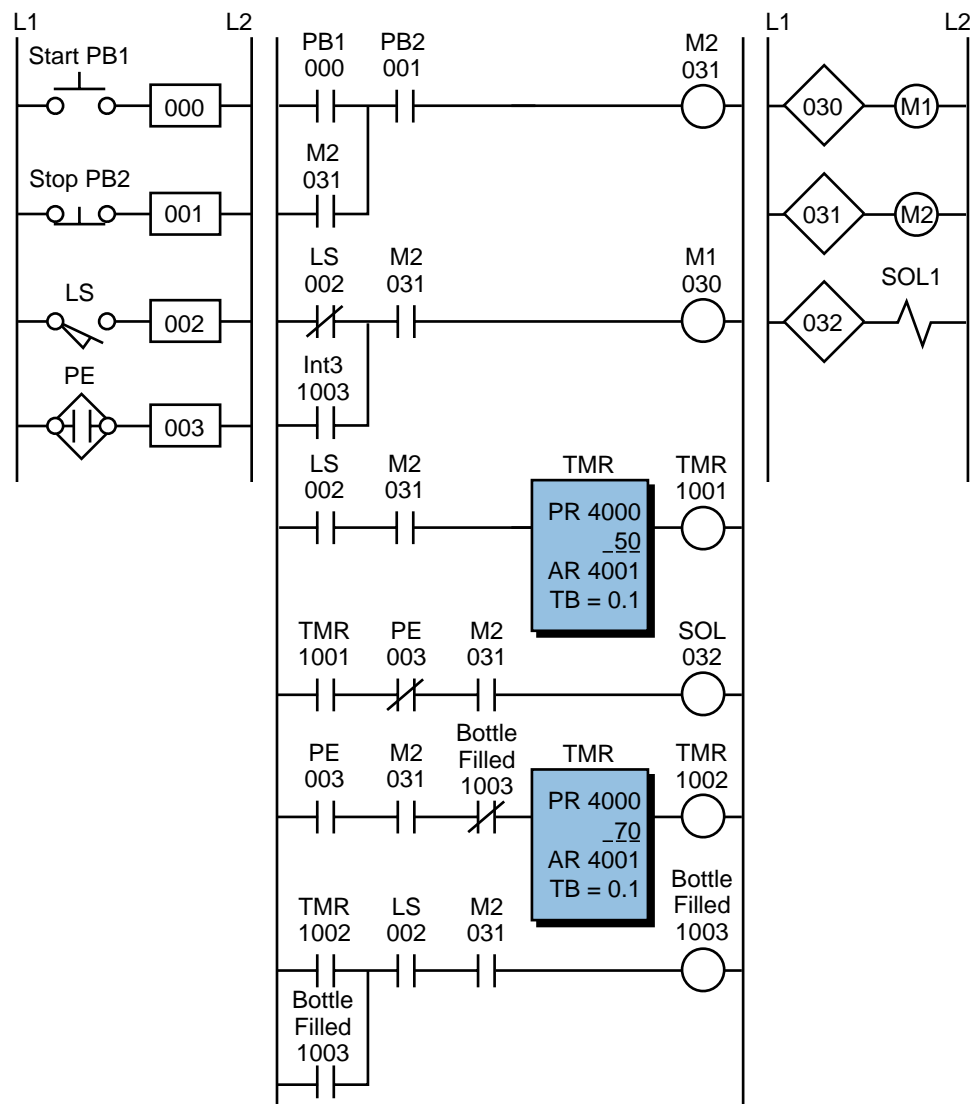 L1
L2
Start PB1
000
Stop PB2
001
LS
002
PE
003
PB1
000
PB2
001
M2
031
M2
031
LS
002
M2
031
M1
030
Int3
1003
LS
002
M2
031
TMR
PR 4000
50
AR 4001
TB = 0.1
TMR
1001
TMR
1001
PE
003
M2
031
SOL
032
PE
003
M2
031
Bottle
Filled
1003
TMR
PR 4000
70
AR 4001
TB = 0.1
TMR
1002
TMR
1002
LS
002
M2
031
Bottle
Filled
1003
Bottle
Filled
1003
L1
L2
030
M1
031
M2
032
SOL1